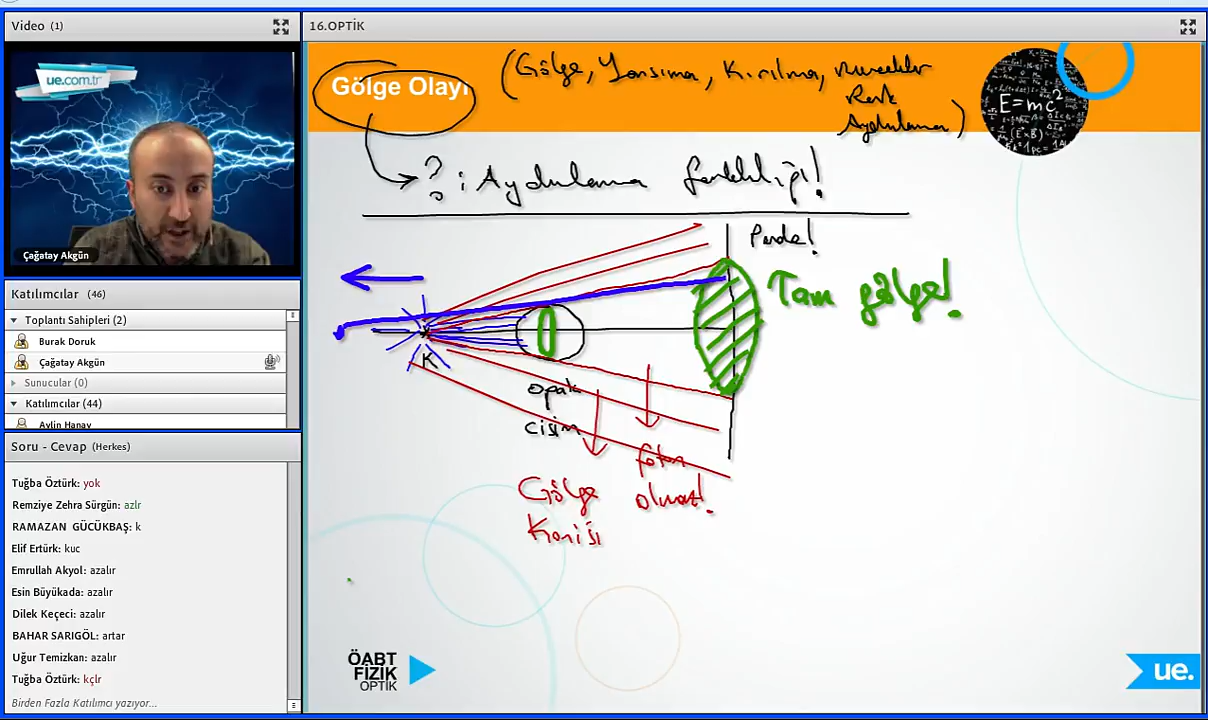 Video (1)
ue.com.tr
Çağatay Akgün
Katılımcılar (46)
Toplantı Sahipleri (2)
Burak Doruk
Çağatay Akgün
Sunucular (0)
Katılımcılar (44)
Aylin Hanay
Soru - Cevap (Herkes)
Tuğba Öztürk: yok
Remziye Zehra Sürgün: azlr
RAMAZAN GÜCÜKBAŞ: k
Elif Ertürk: kuc
Emrullah Akyol: azalır
Esin Büyükada: azalır
Dilek Keçeci: azalır
BAHAR SARIGÖL: artar
Uğur Temizkan: azalır
Tuğba Öztürk: kçlr
Birden Fazla Katılımcı yazıyor...
16.OPTİK
Gölge Olayı
(Gölge, Yansıma, Kırılma, Mercekler
Renk
Aydınlanma)
E=mc²
? : Aydınlanma farklılığı!
Perde!
Tam gölge!
K
opak
cisim
foton
olmaz!
Gölge
Konisi
ÖABT
FİZİK
OPTİK
ue.